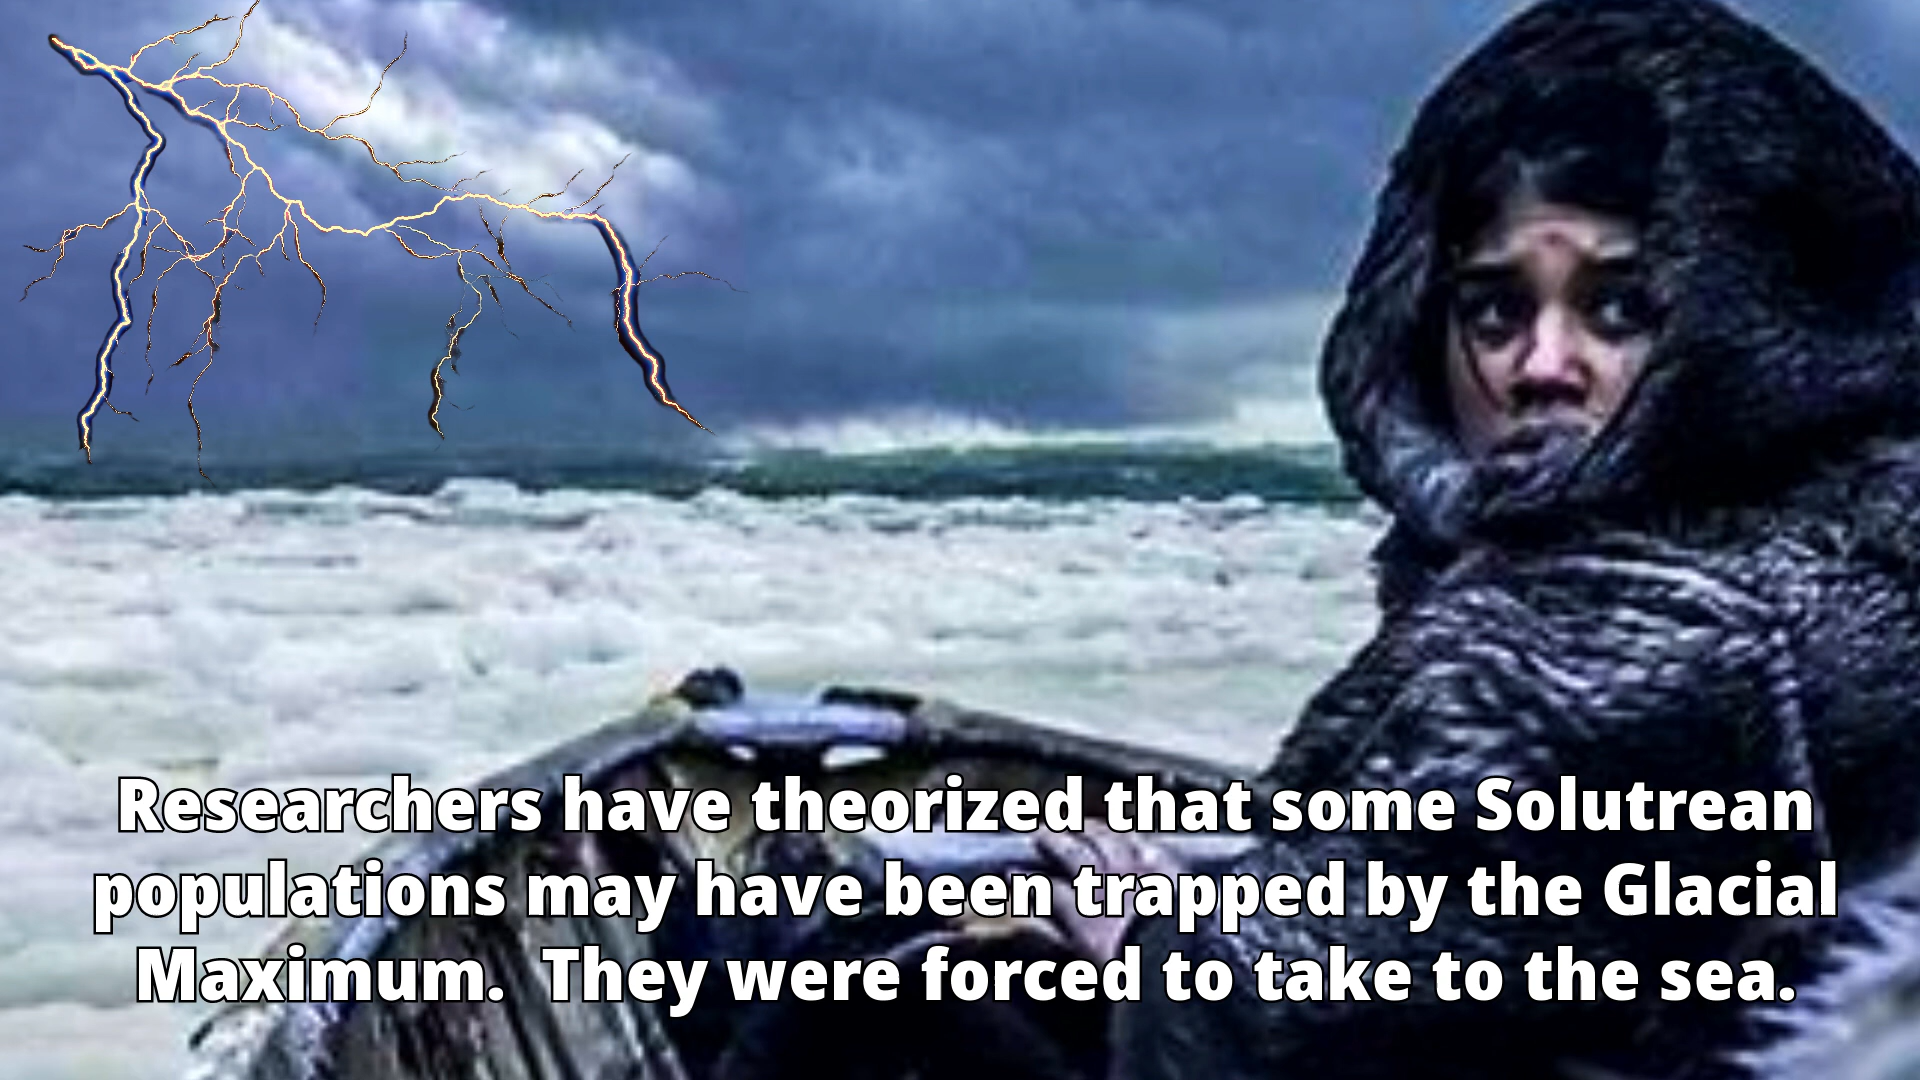 Researchers have theorized that some Solutrean
populations may have been trapped by the Glacial
Maximum.  They were forced to take to the sea.